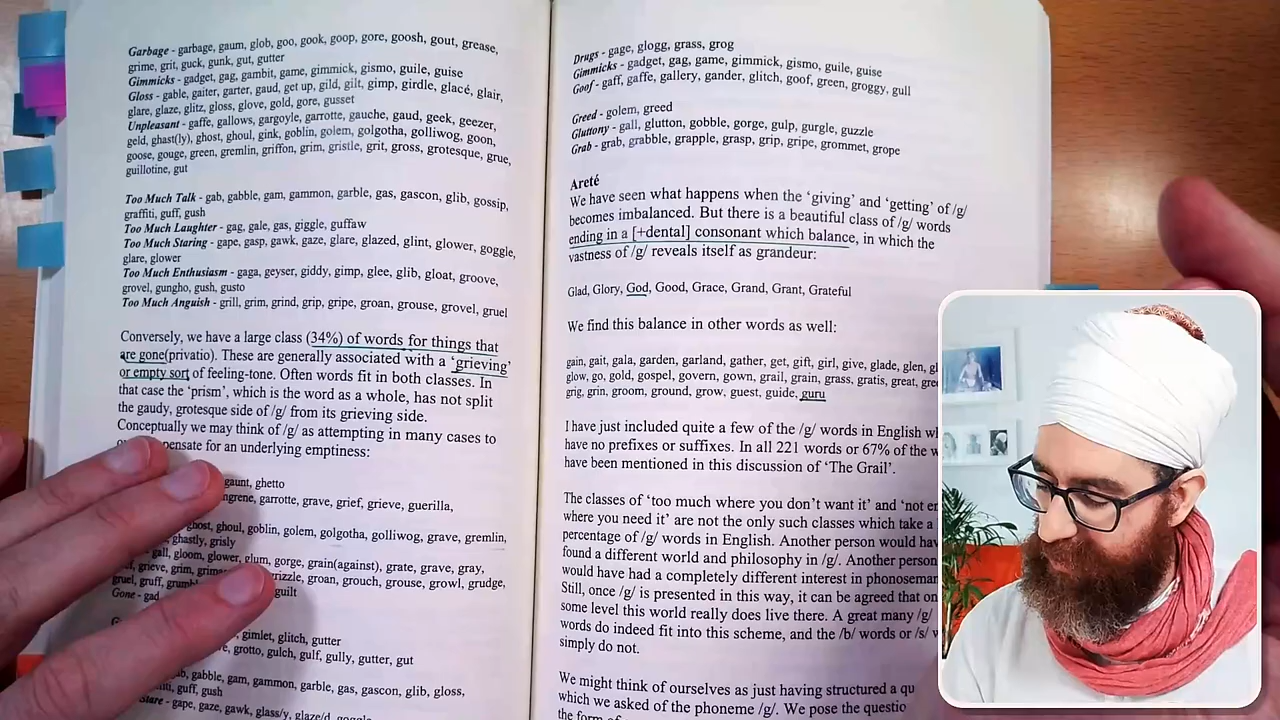 Garbage - garbage, gaum, glob, goo, gook, goop, gore, goosh, gout, grease,
grime, grit, guck, gunk, gut, gutter
Gimmicks - gadget, gag, gambit, game, gimmick, gismo, guile, guise
Gloss - gable, gaiter, garter, gaud, get up, gild, gilt, gimp, girdle, glacé, glair,
glare, glaze, glitz, gloss, glove, gold, gore, gusset
Unpleasant - gaffe, gallows, gargoyle, garrotte, gauche, gaud, geek, geezer,
geld, ghast(ly), ghost, ghoul, gink, goblin, golem, golgotha, golliwog, goon,
goose, gouge, green, gremlin, griffon, grim, gristle, grit, gross, grotesque, grue,
guillotine, gut
Too Much Talk - gab, gabble, gam, gammon, garble, gas, gascon, glib, gossip,
graffiti, guff, gush
Too Much Laughter - gag, gale, gas, giggle, guffaw
Too Much Staring - gape, gasp, gawk, gaze, glare, glazed, glint, glower, goggle,
glare, glower
Too Much Enthusiasm - gaga, geyser, giddy, gimp, glee, glib, gloat, groove,
grovel, gungho, gush, gusto
Too Much Anguish - grill, grim, grind, grip, gripe, groan, grouse, grovel, gruel
Conversely, we have a large class (34%) of words for things that
are gone(privatio). These are generally associated with a ‘grieving’
or empty sort of feeling-tone. Often words fit in both classes. In
that case the ‘prism’, which is the word as a whole, has not split
the gaudy, grotesque side of /g/ from its grieving side.
Conceptually we may think of /g/ as attempting in many cases to
for an underlying emptiness:
gaunt, ghetto
garrotte, grave, grief, grieve, guerilla,
ghost, ghoul, goblin, golem, golgotha, golliwog, grave, gremlin,
ghastly, grisly
gall, gloom, glower, glum, gorge, grain(against), grate, grave, gray,
grieve, grim, groan, grouch, grouse, growl, grudge,
gruel, gruff, guilt
Gone - gad
gimlet, glitch, gutter
grotto, gulch, gulf, gully, gutter, gut
gabble, gam, gammon, garble, gas, gascon, glib, gloss,
guff, gush
Stare - gape, gaze, gawk, glass/y, glaze/d,
Drugs - gage, glogg, grass, grog
Gimmicks - gadget, gag, game, gimmick, gismo, guile, guise
Goof - gaff, gaffe, gallery, gander, glitch, goof, green, groggy, gull
Greed - golem, greed
Gluttony - gall, glutton, gobble, gorge, gulp, gurgle, guzzle
Grab - grab, grabble, grapple, grasp, grip, gripe, grommet, grope
Areté
We have seen what happens when the ‘giving’ and ‘getting’ of /g/
becomes imbalanced. But there is a beautiful class of /g/ words
ending in a [+dental] consonant which balance, in which the
vastness of /g/ reveals itself as grandeur:
Glad, Glory, God, Good, Grace, Grand, Grant, Grateful
We find this balance in other words as well:
gain, gait, gala, garden, garland, gather, get, gift, girl, give, glade, glen,
glow, go, gold, gospel, govern, gown, grail, grain, grass, gratis, great,
grig, grin, groom, ground, grow, guest, guide, guru
I have just included quite a few of the /g/ words in English
have no prefixes or suffixes. In all 221 words or 67% of the
have been mentioned in this discussion of ‘The Grail’.
The classes of ‘too much where you don’t want it’ and ‘not
where you need it’ are not the only such classes which take a
percentage of /g/ words in English. Another person would
found a different world and philosophy in /g/. Another person
would have had a completely different interest in
Still, once /g/ is presented in this way, it can be agreed that
some level this world really does live there. A great many /g/
words do indeed fit into this scheme, and the /b/ words or /s/
simply do not.
We might think of ourselves as just having structured a
which we asked of the phoneme /g/. We pose the
the form of